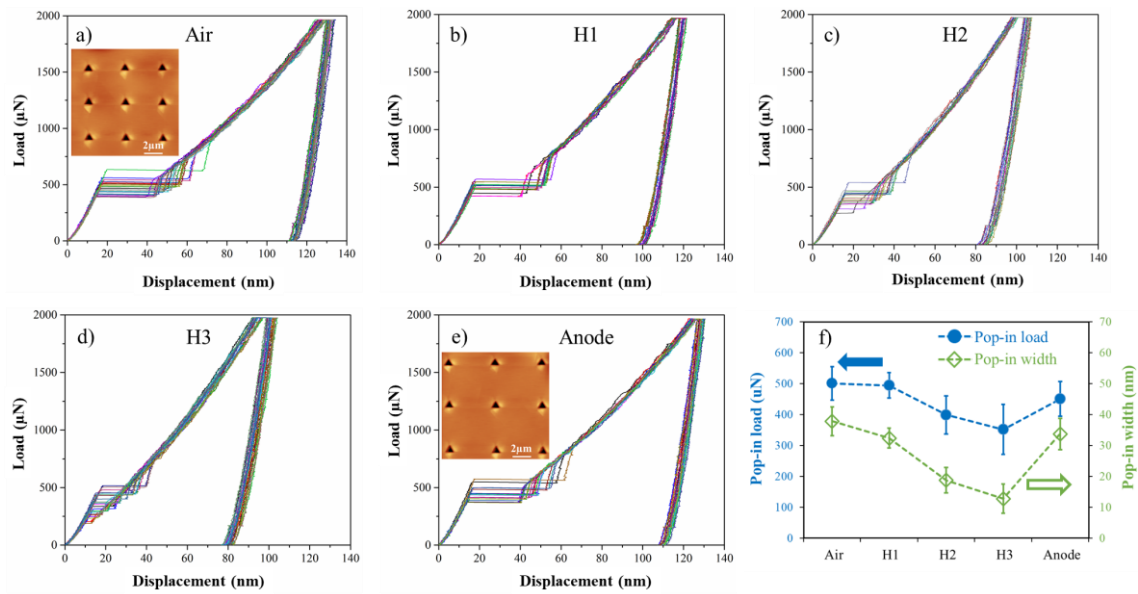 a) Air
2µm
Load (µN)
2000
1500
1000
500
0
0 20 40 60 80 100 120 140
Displacement (nm)
b) H1
Load (µN)
2000
1500
1000
500
0
0 20 40 60 80 100 120 140
Displacement (nm)
c) H2
Load (µN)
2000
1500
1000
500
0
0 20 40 60 80 100 120 140
Displacement (nm)
d) H3
Load (µN)
2000
1500
1000
500
0
0 20 40 60 80 100 120 140
Displacement (nm)
e) Anode
2µm
Load (µN)
2000
1500
1000
500
0
0 20 40 60 80 100 120 140
Displacement (nm)
f)
Pop-in load
Pop-in width
Pop-in load (uN)
700
600
500
400
300
200
100
0
Air H1 H2 H3 Anode
70
60
50
40
30
20
10
0
Pop-in width (nm)